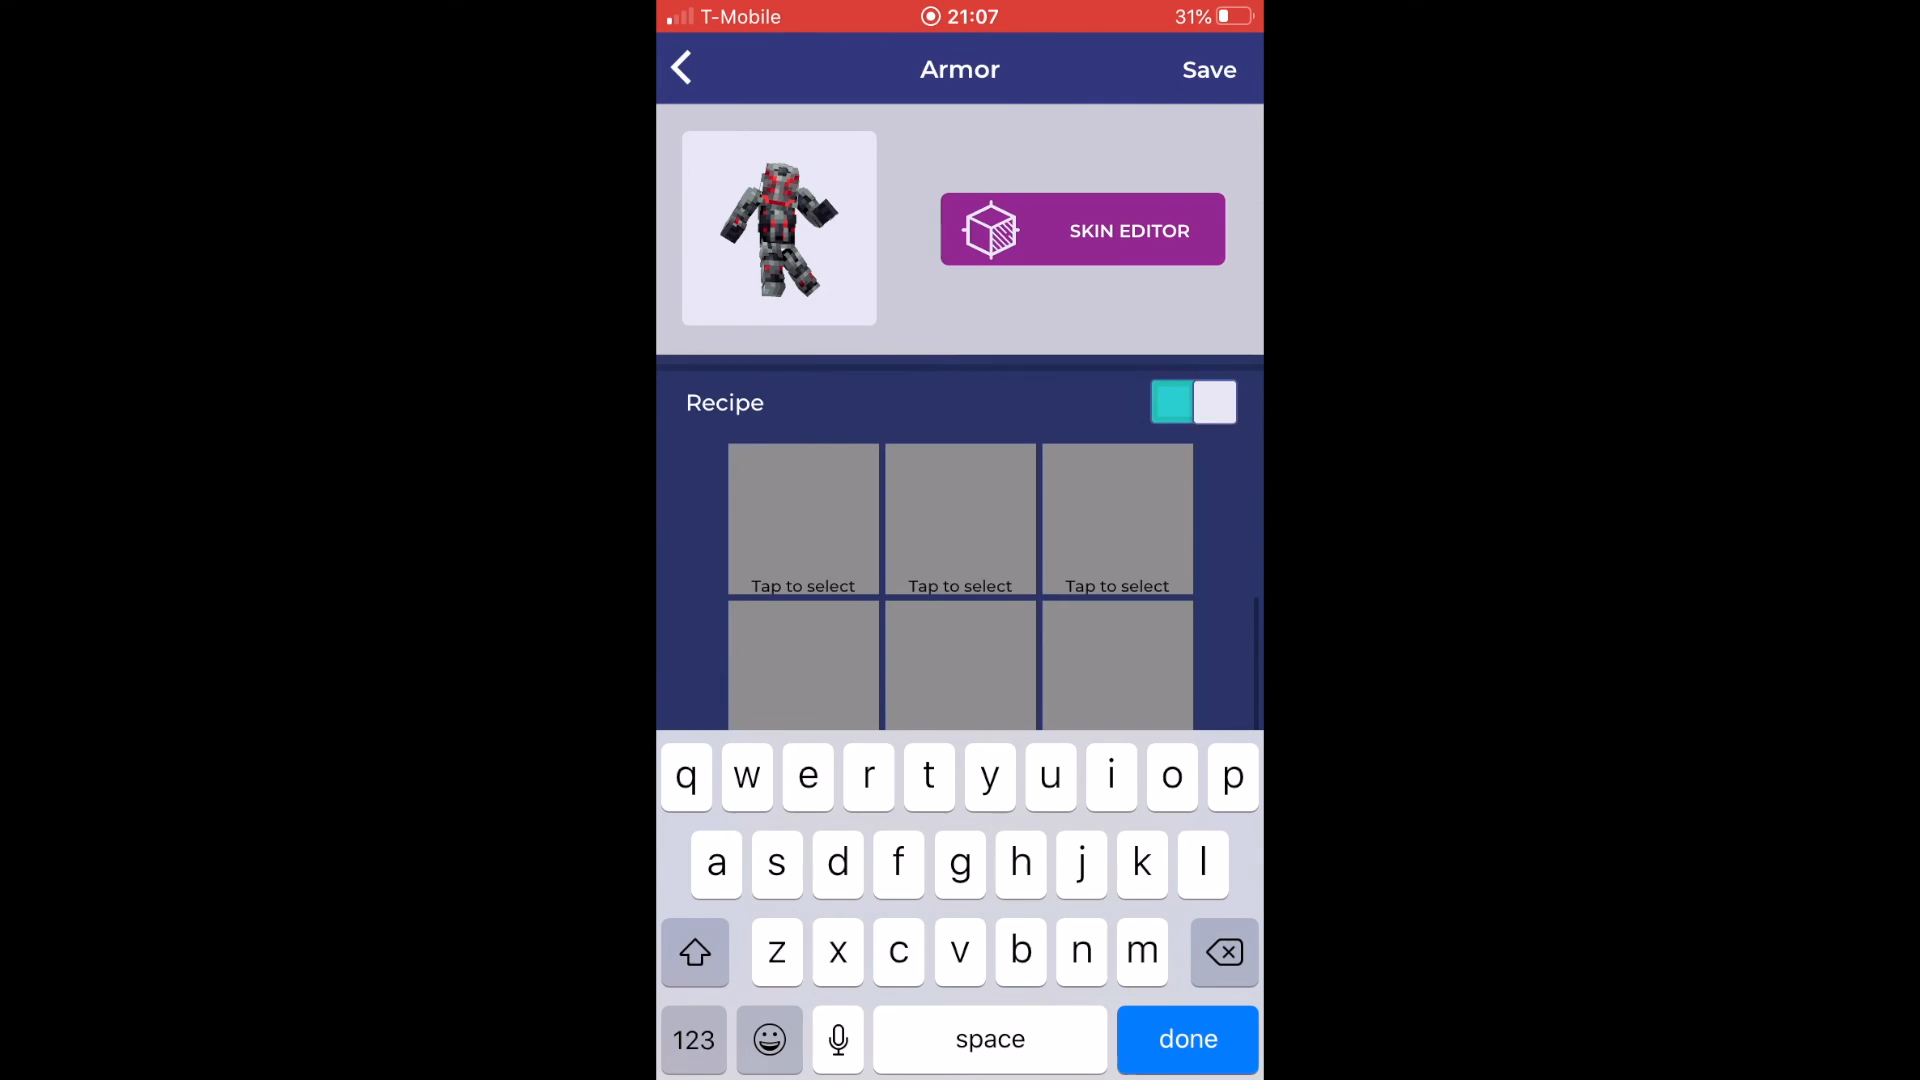 T-Mobile 21:07 31%
Armor Save
SKIN EDITOR
Recipe
Tap to select Tap to select Tap to select
q w e r t y u i o p
a s d f g h j k l
z x c v b n m
123 space done